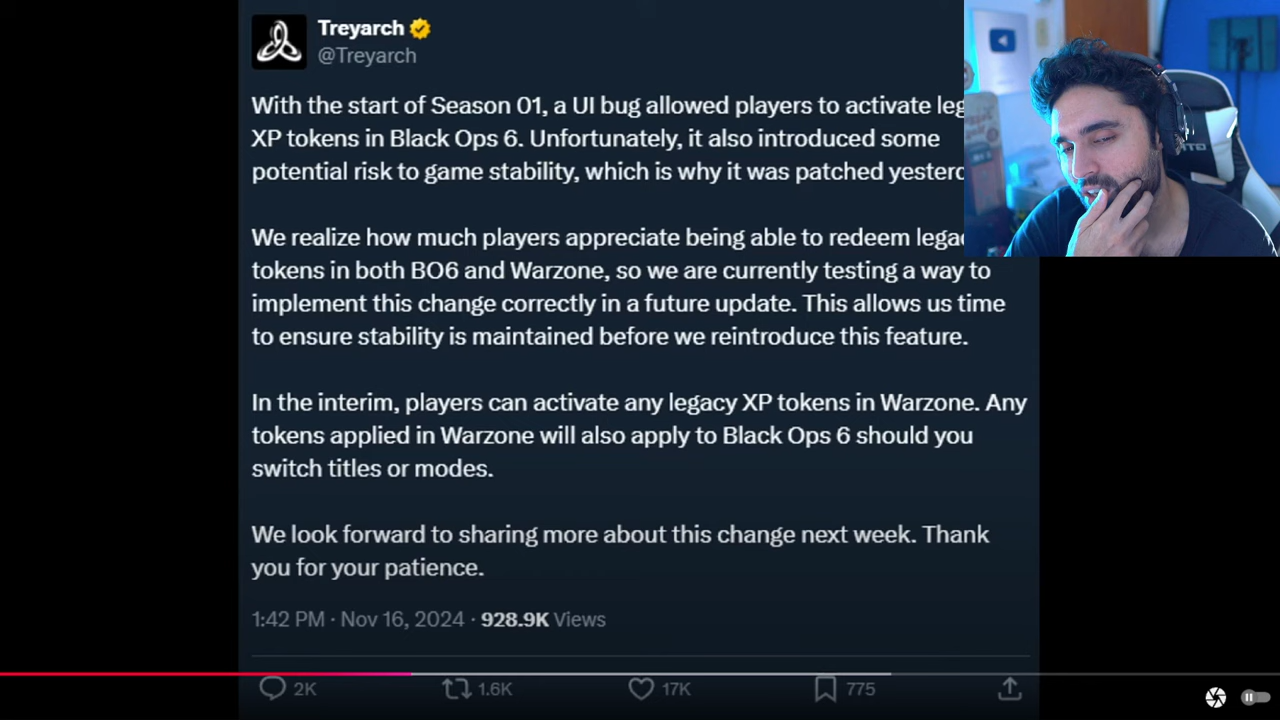 Treyarch
@Treyarch
With the start of Season 01, a UI bug allowed players to activate
XP tokens in Black Ops 6. Unfortunately, it also introduced some
potential risk to game stability, which is why it was patched
We realize how much players appreciate being able to redeem
tokens in both BO6 and Warzone, so we are currently testing a way to
implement this change correctly in a future update. This allows us time
to ensure stability is maintained before we reintroduce this feature.
In the interim, players can activate any legacy XP tokens in Warzone. Any
tokens applied in Warzone will also apply to Black Ops 6 should you
switch titles or modes.
We look forward to sharing more about this change next week. Thank
you for your patience.
1:42 PM · Nov 16, 2024 · 928.9K Views
2K 1.6K 17K 775